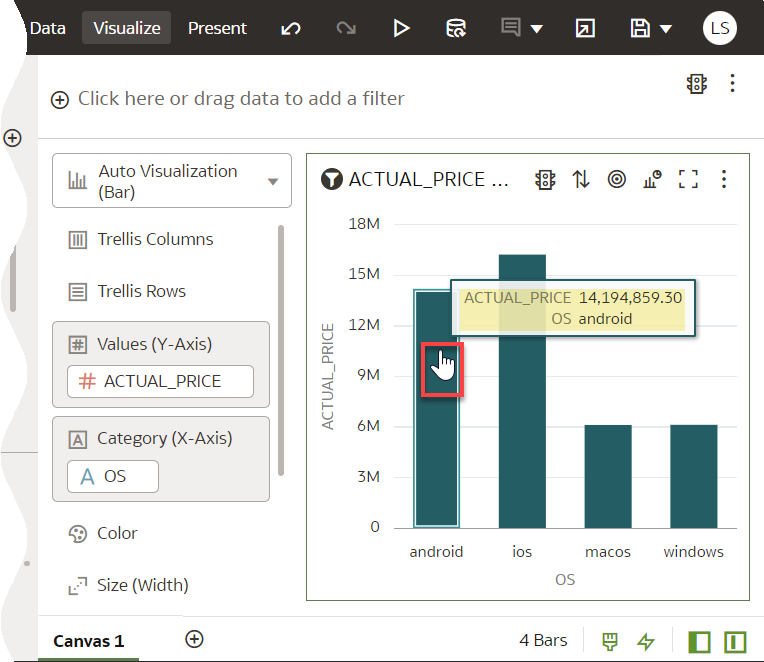 Data Visualize Present LS
Click here or drag data to add a filter
Auto Visualization
(Bar)
Trellis Columns
Trellis Rows
Values (Y-Axis)
# ACTUAL_PRICE
Category (X-Axis)
A OS
Color
Size (Width)
ACTUAL_PRICE ...
18M
15M
12M
9M
6M
3M
0
ACTUAL_PRICE
ACTUAL_PRICE 14,194,859.30
OS android
android ios macos windows
OS
Canvas 1
4 Bars